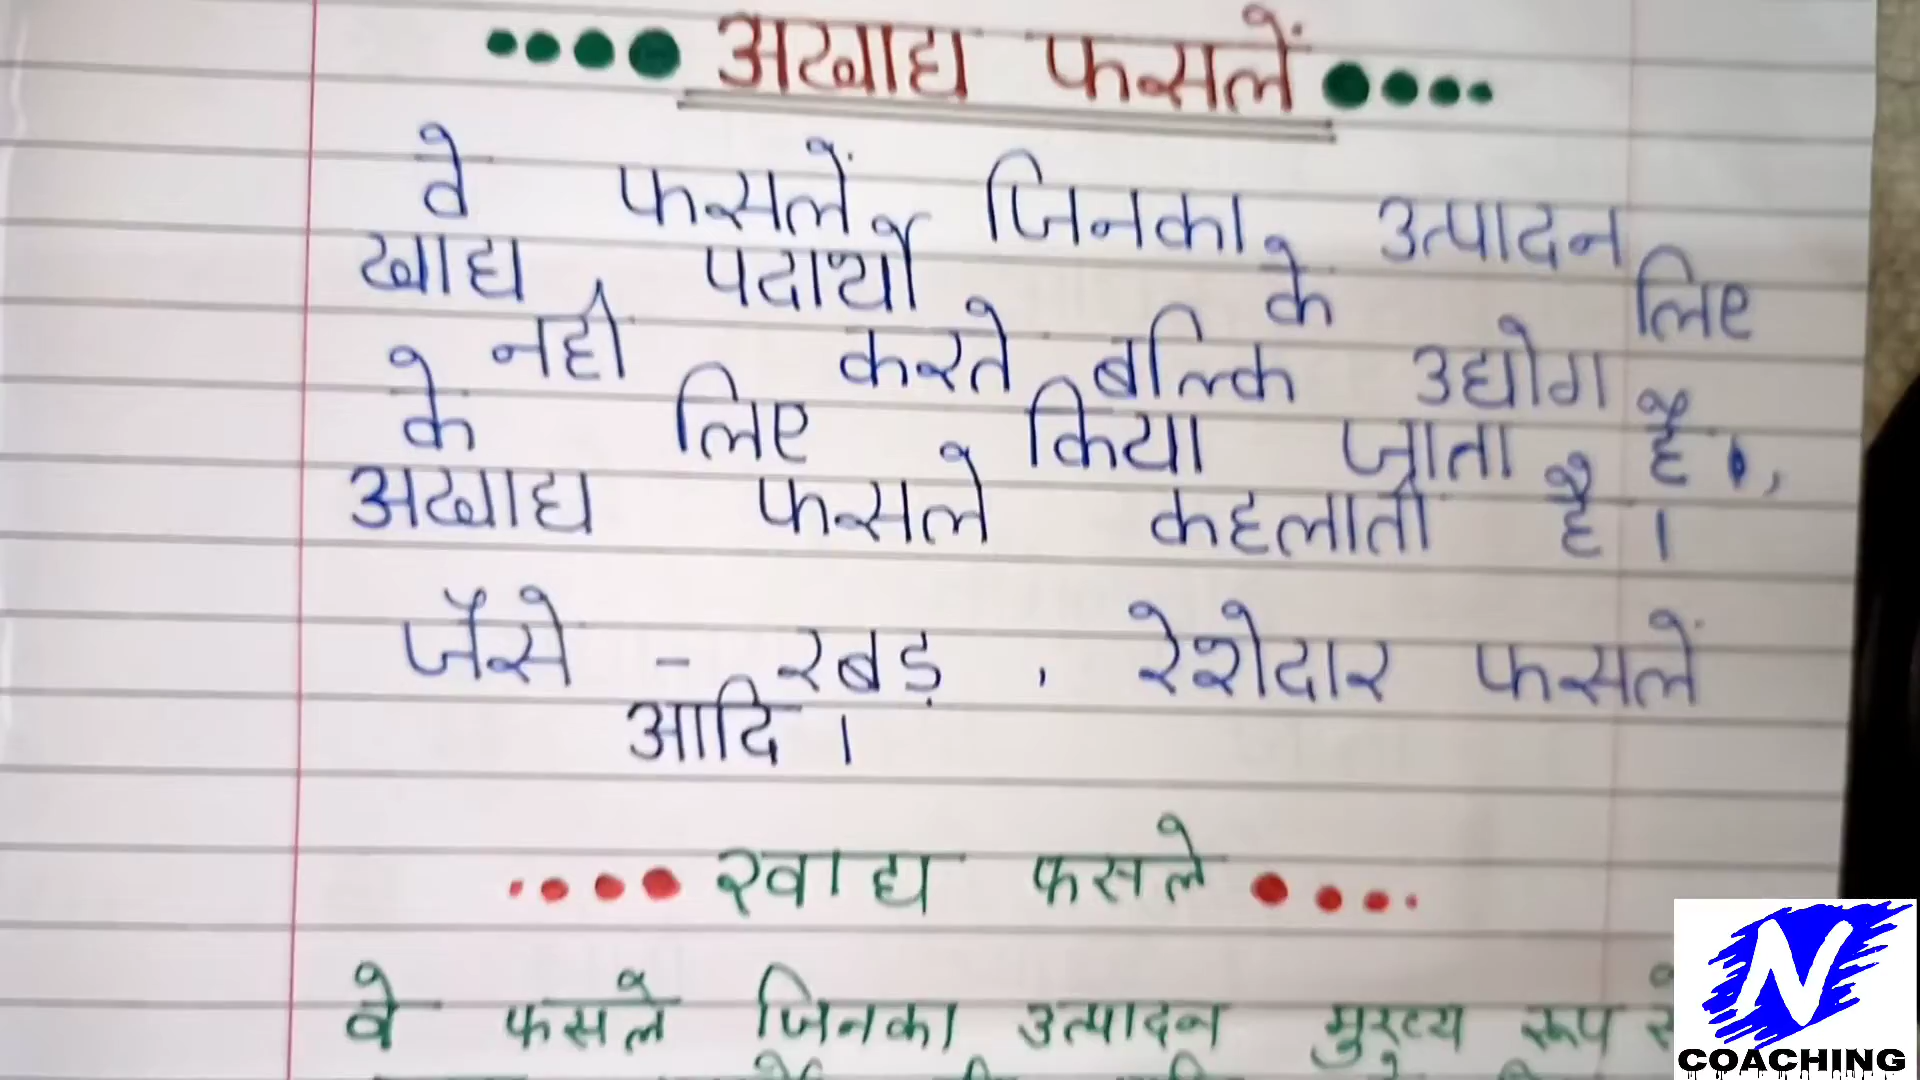 अखाद्य फसलें
वे फसलें जिनका उत्पादन
खाद्य पदार्थो के लिए
नही करते बल्कि उद्योग
के लिए किया जाता है,
अखाद्य फसले कहलाती है।
जैसे - रबड़, रेशेदार फसलें
आदि।
खाद्य फसले
वे फसले जिनका उत्पादन मुख्य रूप से
N
COACHING